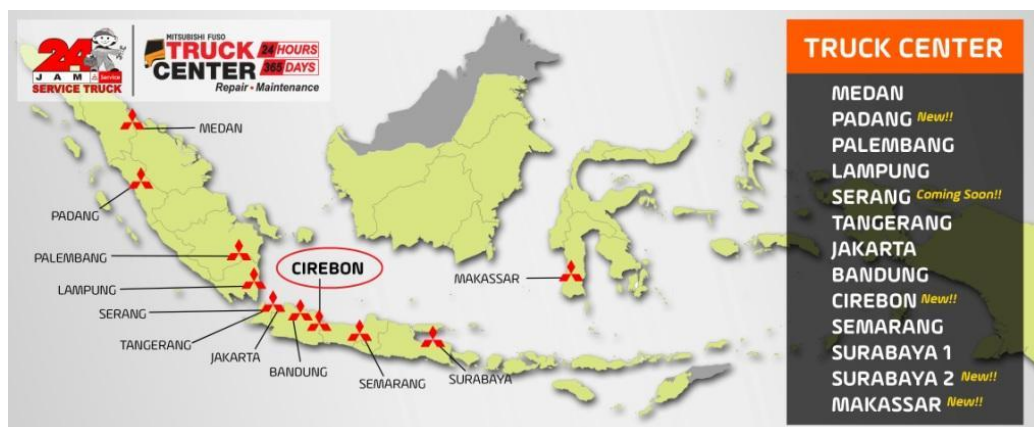 24
JAM Service
SERVICE TRUCK
MITSUBISHI FUSO
TRUCK
CENTER
24 HOURS
365 DAYS
Repair • Maintenance
MEDAN
PADANG
PALEMBANG
LAMPUNG
SERANG
TANGERANG
JAKARTA
BANDUNG
CIREBON
SEMARANG
SURABAYA
MAKASSAR
TRUCK CENTER
MEDAN
PADANG New!!
PALEMBANG
LAMPUNG
SERANG Coming Soon!!
TANGERANG
JAKARTA
BANDUNG
CIREBON New!!
SEMARANG
SURABAYA 1
SURABAYA 2 New!!
MAKASSAR New!!